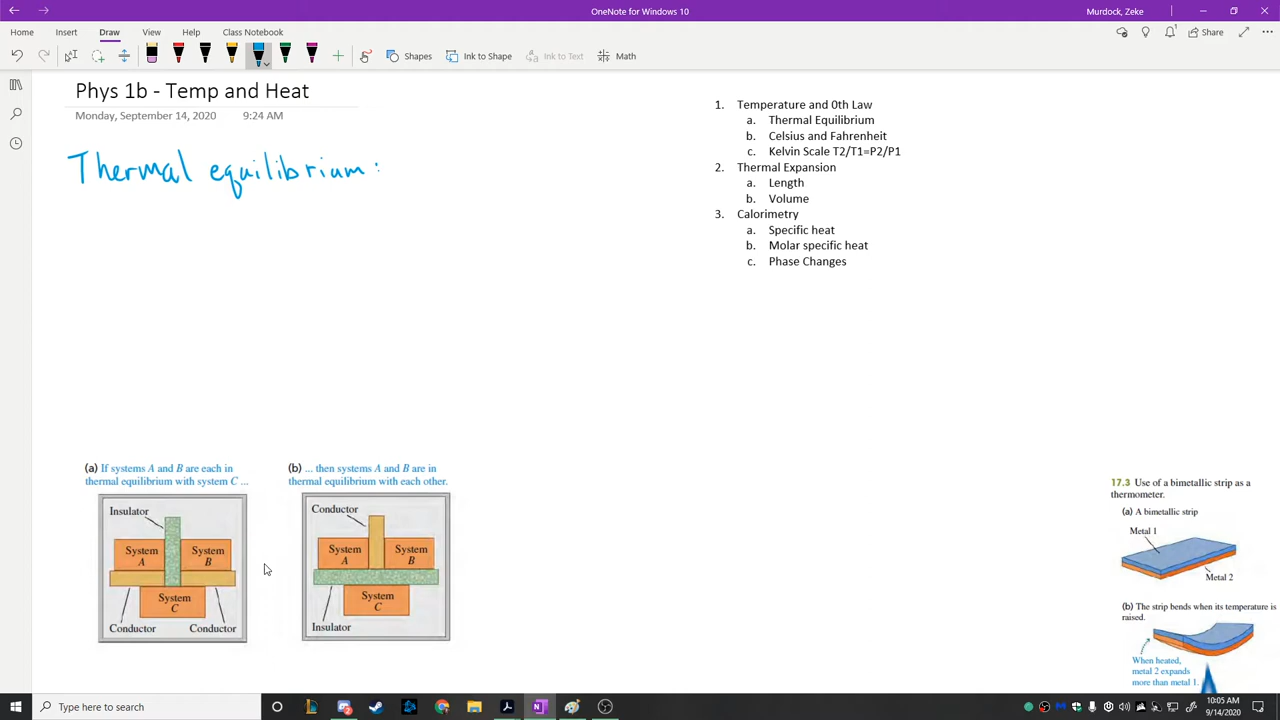 OneNote for Windows 10
Murdock, Zeke
Home Insert Draw View Help Class Notebook
Share
Shapes Ink to Shape Ink to Text Math
Phys 1b - Temp and Heat
Monday, September 14, 2020 9:24 AM
Thermal equilibrium:
1. Temperature and 0th Law
a. Thermal Equilibrium
b. Celsius and Fahrenheit
c. Kelvin Scale T2/T1=P2/P1
2. Thermal Expansion
a. Length
b. Volume
3. Calorimetry
a. Specific heat
b. Molar specific heat
c. Phase Changes
(a) If systems A and B are each in
thermal equilibrium with system C ...
Insulator
System
A
System
B
System
C
Conductor
Conductor
(b) ... then systems A and B are in
thermal equilibrium with each other.
Conductor
System
A
System
B
System
C
Insulator
17.3 Use of a bimetallic strip as a
thermometer.
(a) A bimetallic strip
Metal 1
Metal 2
(b) The strip bends when its temperature is
raised.
When heated,
metal 2 expands
more than metal 1.
Type here to search
10:05 AM
9/14/2020